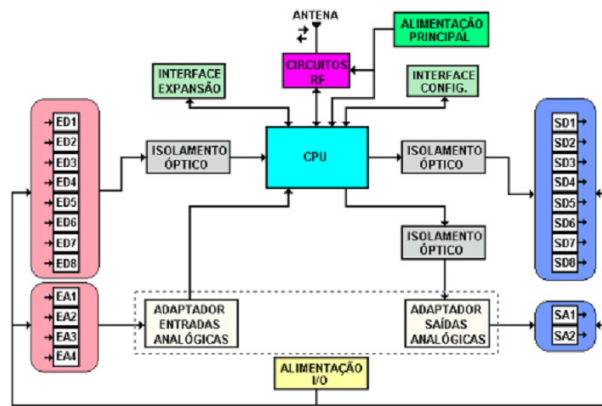 ANTENA
ALIMENTAÇÃO
PRINCIPAL
CIRCUITOS
RF
INTERFACE
EXPANSÃO
INTERFACE
CONFIG.
ED1
ED2
ED3
ED4
ED5
ED6
ED7
ED8
ISOLAMENTO
ÓPTICO
CPU
ISOLAMENTO
ÓPTICO
SD1
SD2
SD3
SD4
SD5
SD6
SD7
SD8
ISOLAMENTO
ÓPTICO
EA1
EA2
EA3
EA4
ADAPTADOR
ENTRADAS
ANALÓGICAS
ADAPTADOR
SAÍDAS
ANALÓGICAS
SA1
SA2
ALIMENTAÇÃO
I/O